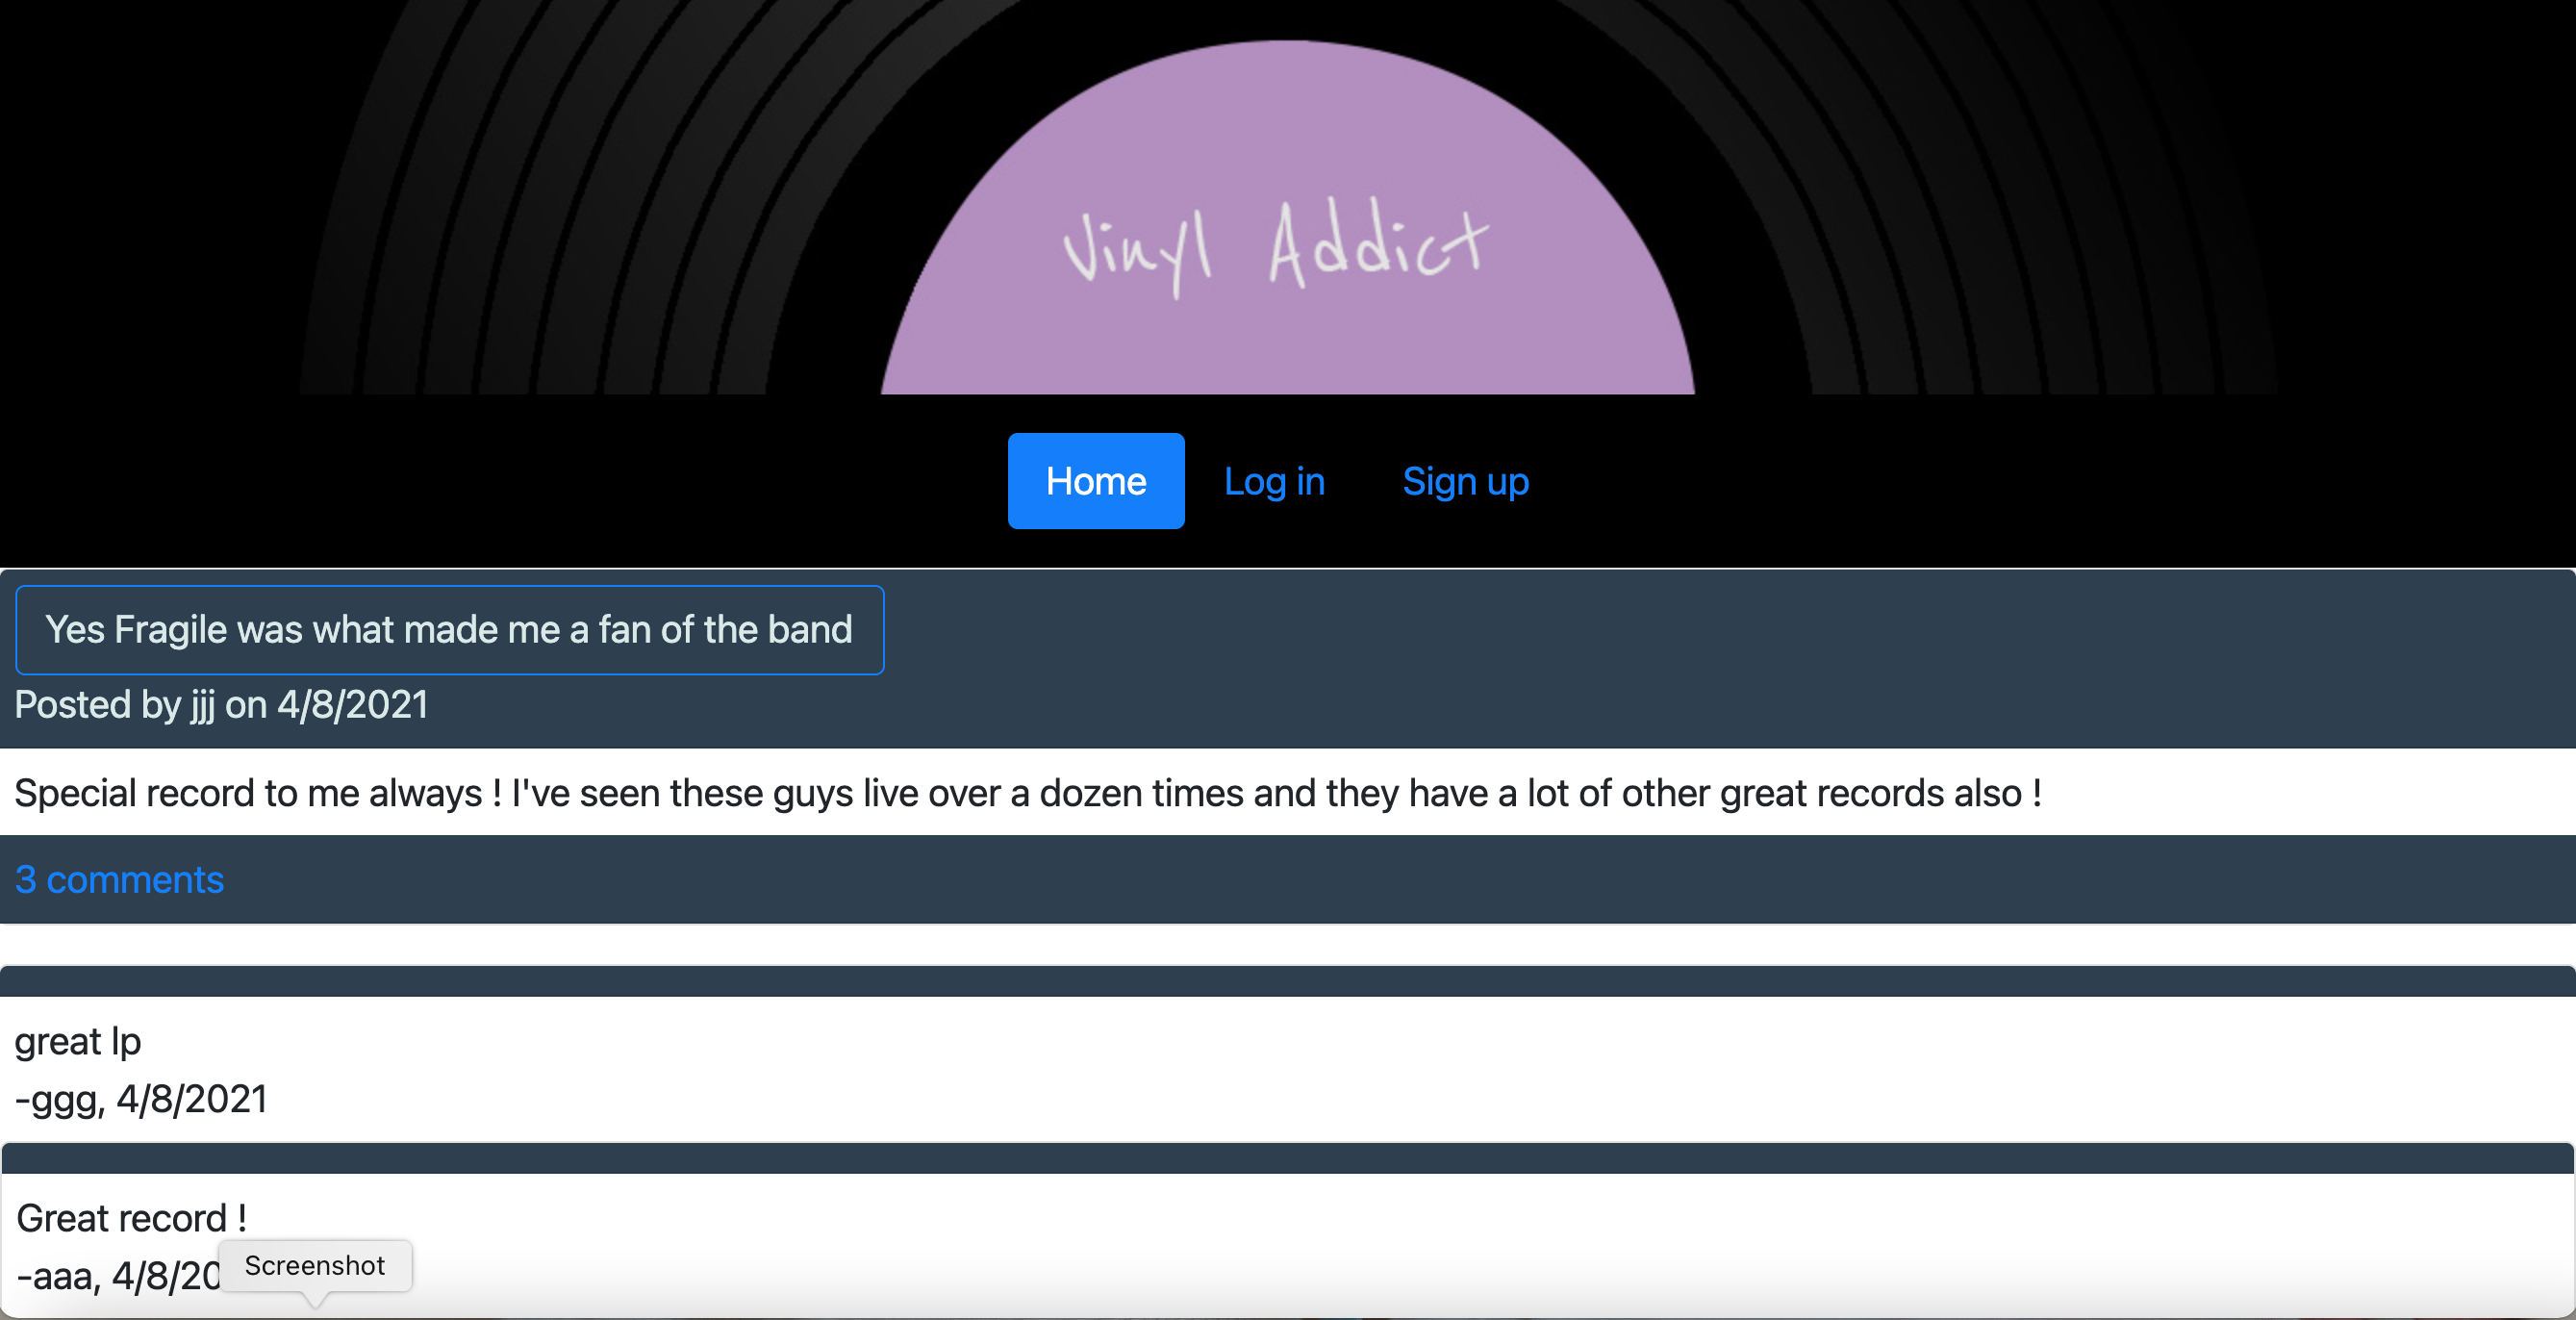 Vinyl Addict
Home Log in Sign up
Yes Fragile was what made me a fan of the band
Posted by jjj on 4/8/2021
Special record to me always ! I've seen these guys live over a dozen times and they have a lot of other great records also !
3 comments
great lp
-ggg, 4/8/2021
Great record !
-aaa, 4/8/20
Screenshot